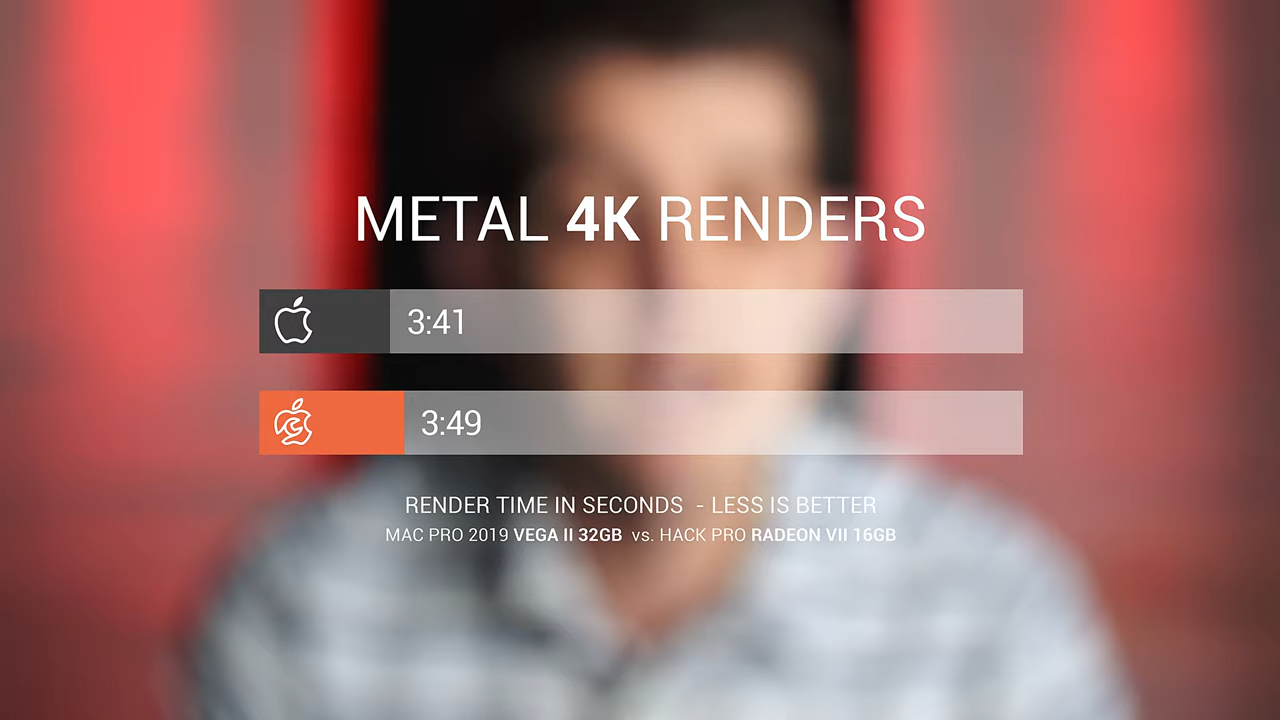 METAL 4K RENDERS
3:41
3:49
RENDER TIME IN SECONDS - LESS IS BETTER
MAC PRO 2019 VEGA II 32GB vs. HACK PRO RADEON VII 16GB